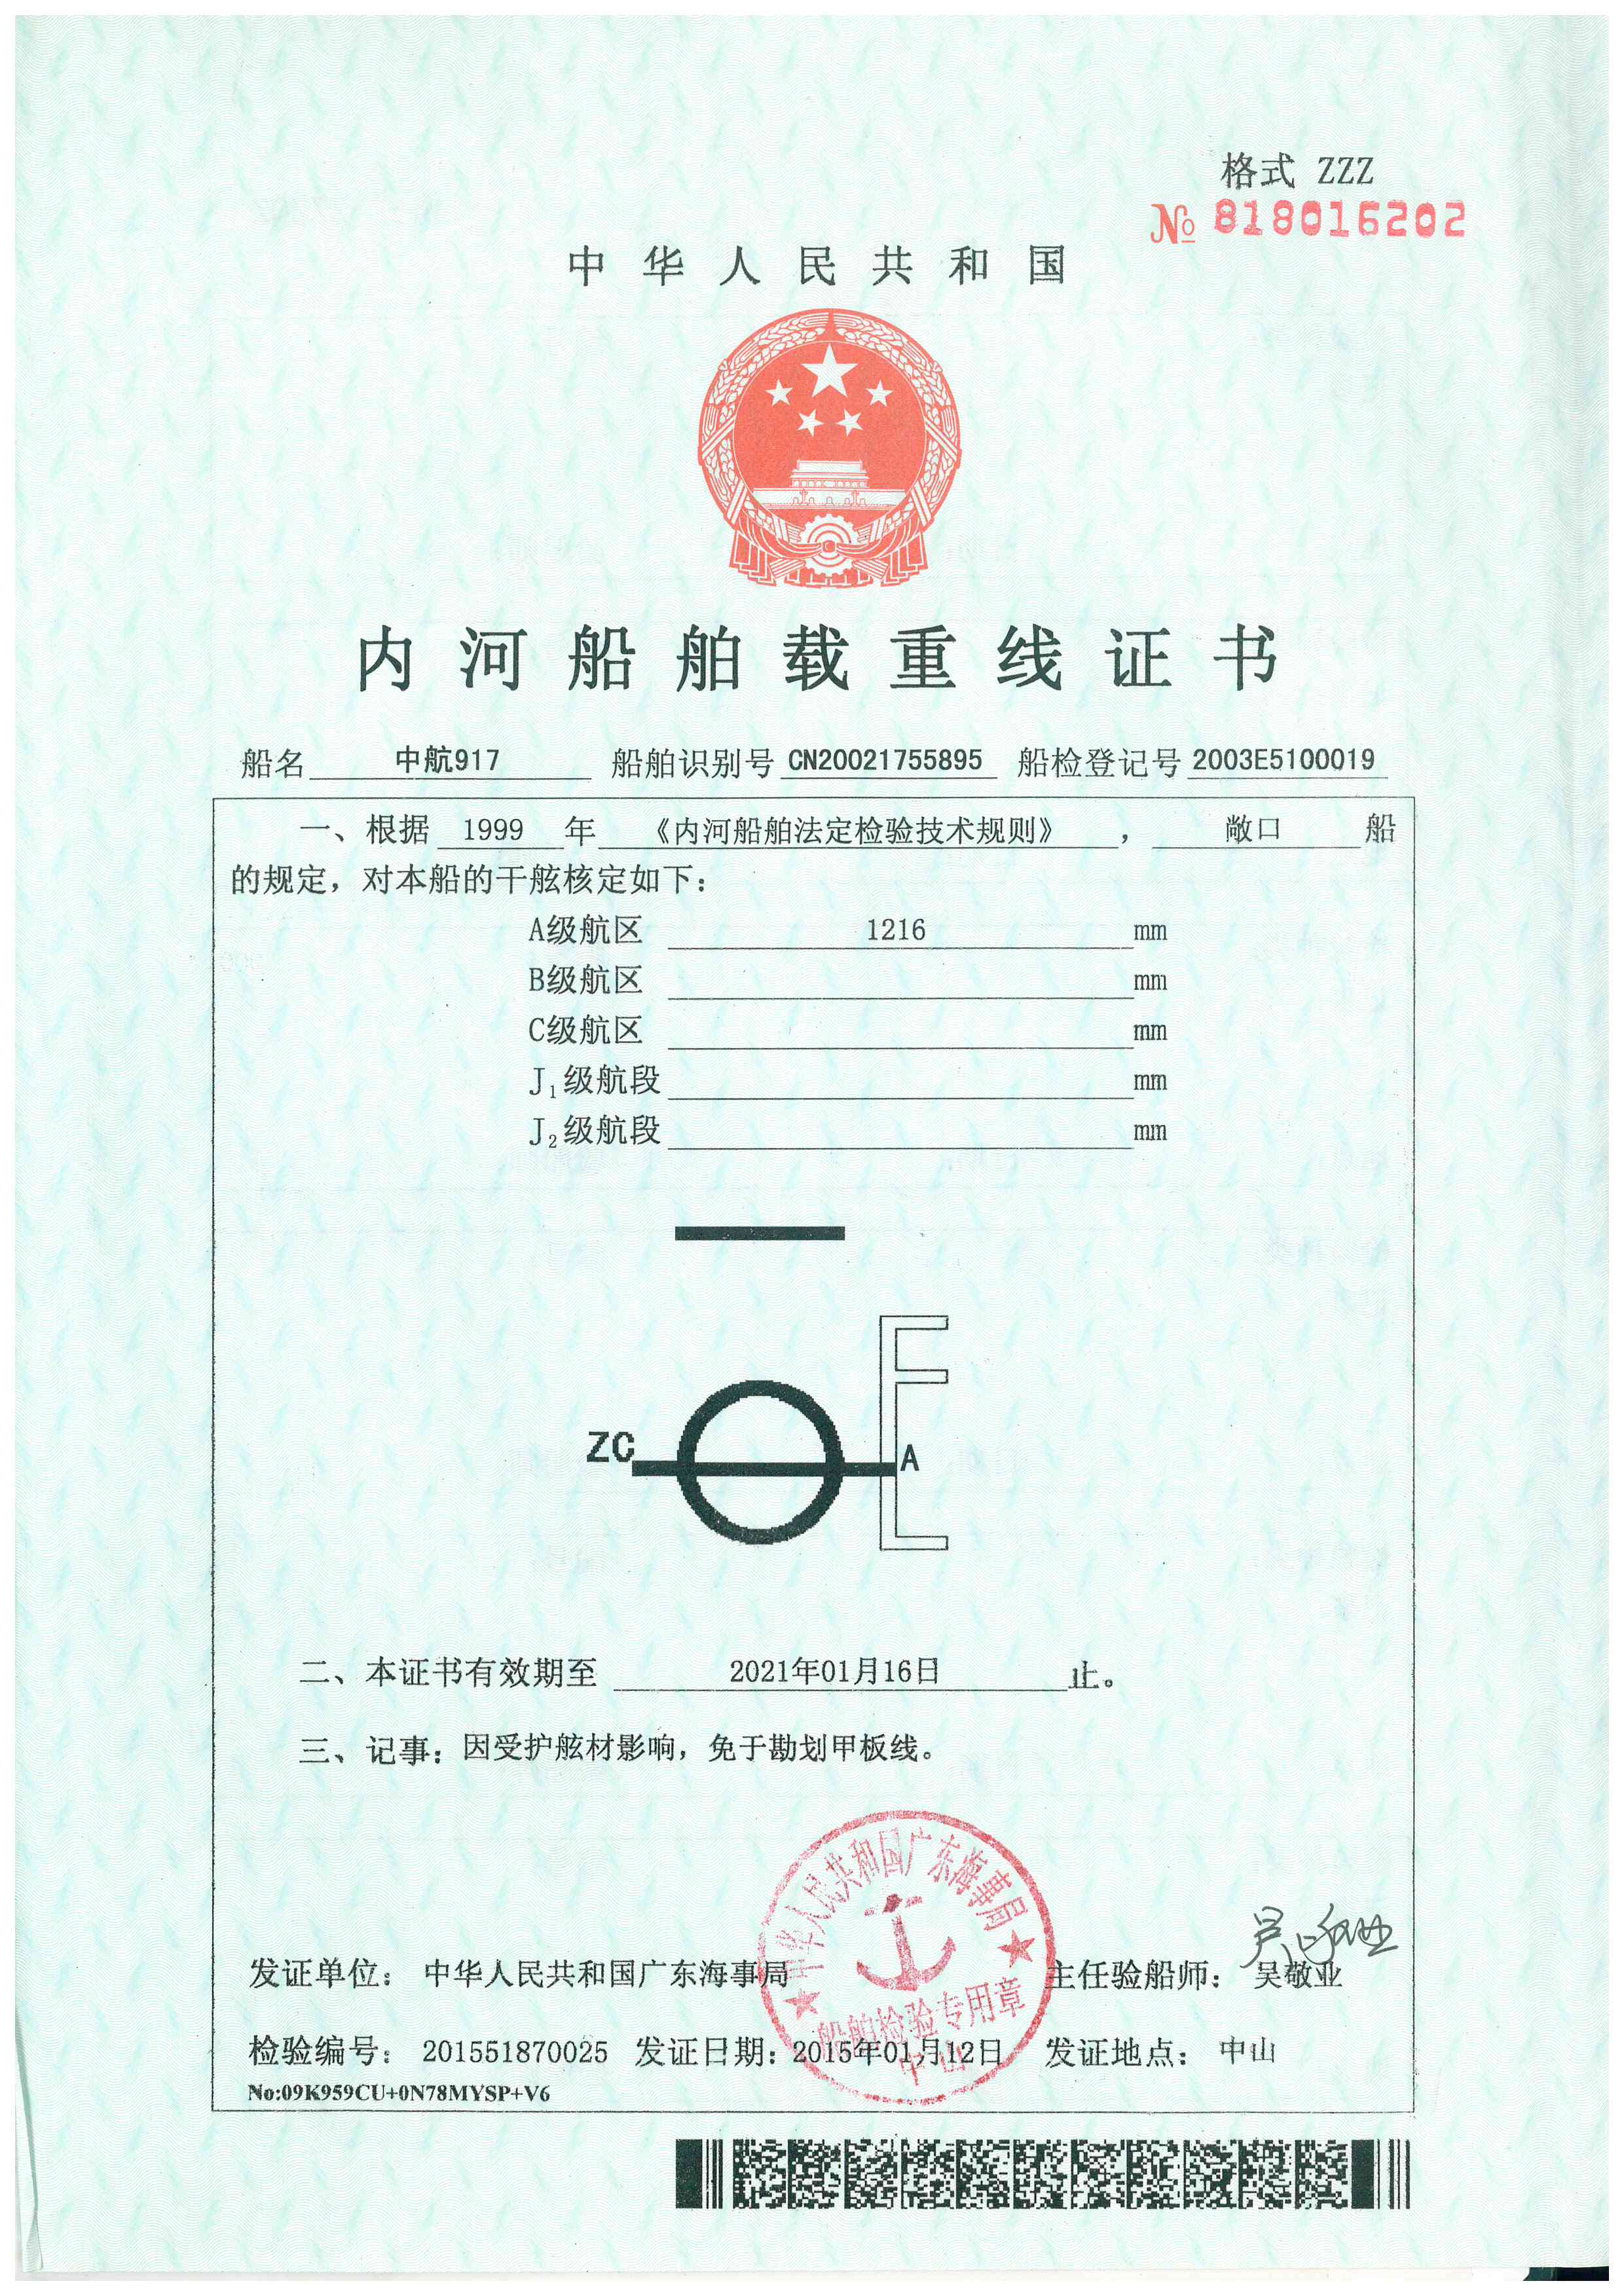 格式 ZZZ
№ 818016202
中华人民共和国
内河船舶载重线证书
船名 中航917 船舶识别号 CN20021755895 船检登记号 2003E5100019
一、根据 1999 年 《内河船舶法定检验技术规则》 , 敞口 船
的规定，对本船的干舷核定如下：
A级航区 1216 mm
B级航区 mm
C级航区 mm
J₁级航段 mm
J₂级航段 mm
ZC A
二、本证书有效期至 2021年01月16日 止。
三、记事：因受护舷材影响，免于勘划甲板线。
中华人民共和国广东海事局
吴敬业
发证单位： 中华人民共和国广东海事局 主任验船师： 吴敬业
船舶检验专用章
检验编号： 201551870025 发证日期：2015年01月12日 发证地点： 中山
中山
No:09K959CU+0N78MYSP+V6